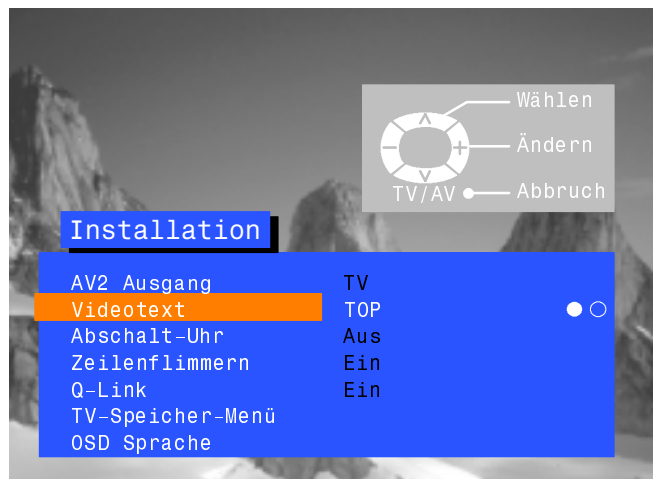 Wählen
Ändern
TV/AV Abbruch
Installation
AV2 Ausgang TV
Videotext TOP
Abschalt-Uhr Aus
Zeilenflimmern Ein
Q-Link Ein
TV-Speicher-Menü
OSD Sprache